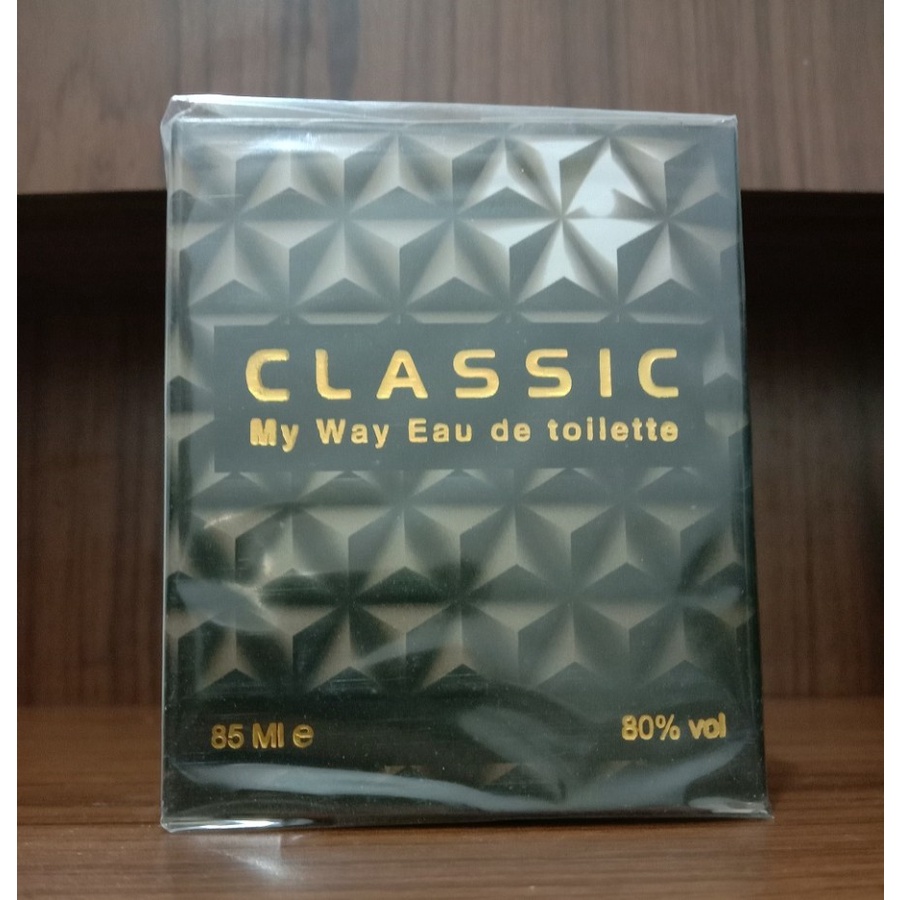 CLASSIC
My Way Eau de toilette
85 Ml ℮
80% vol